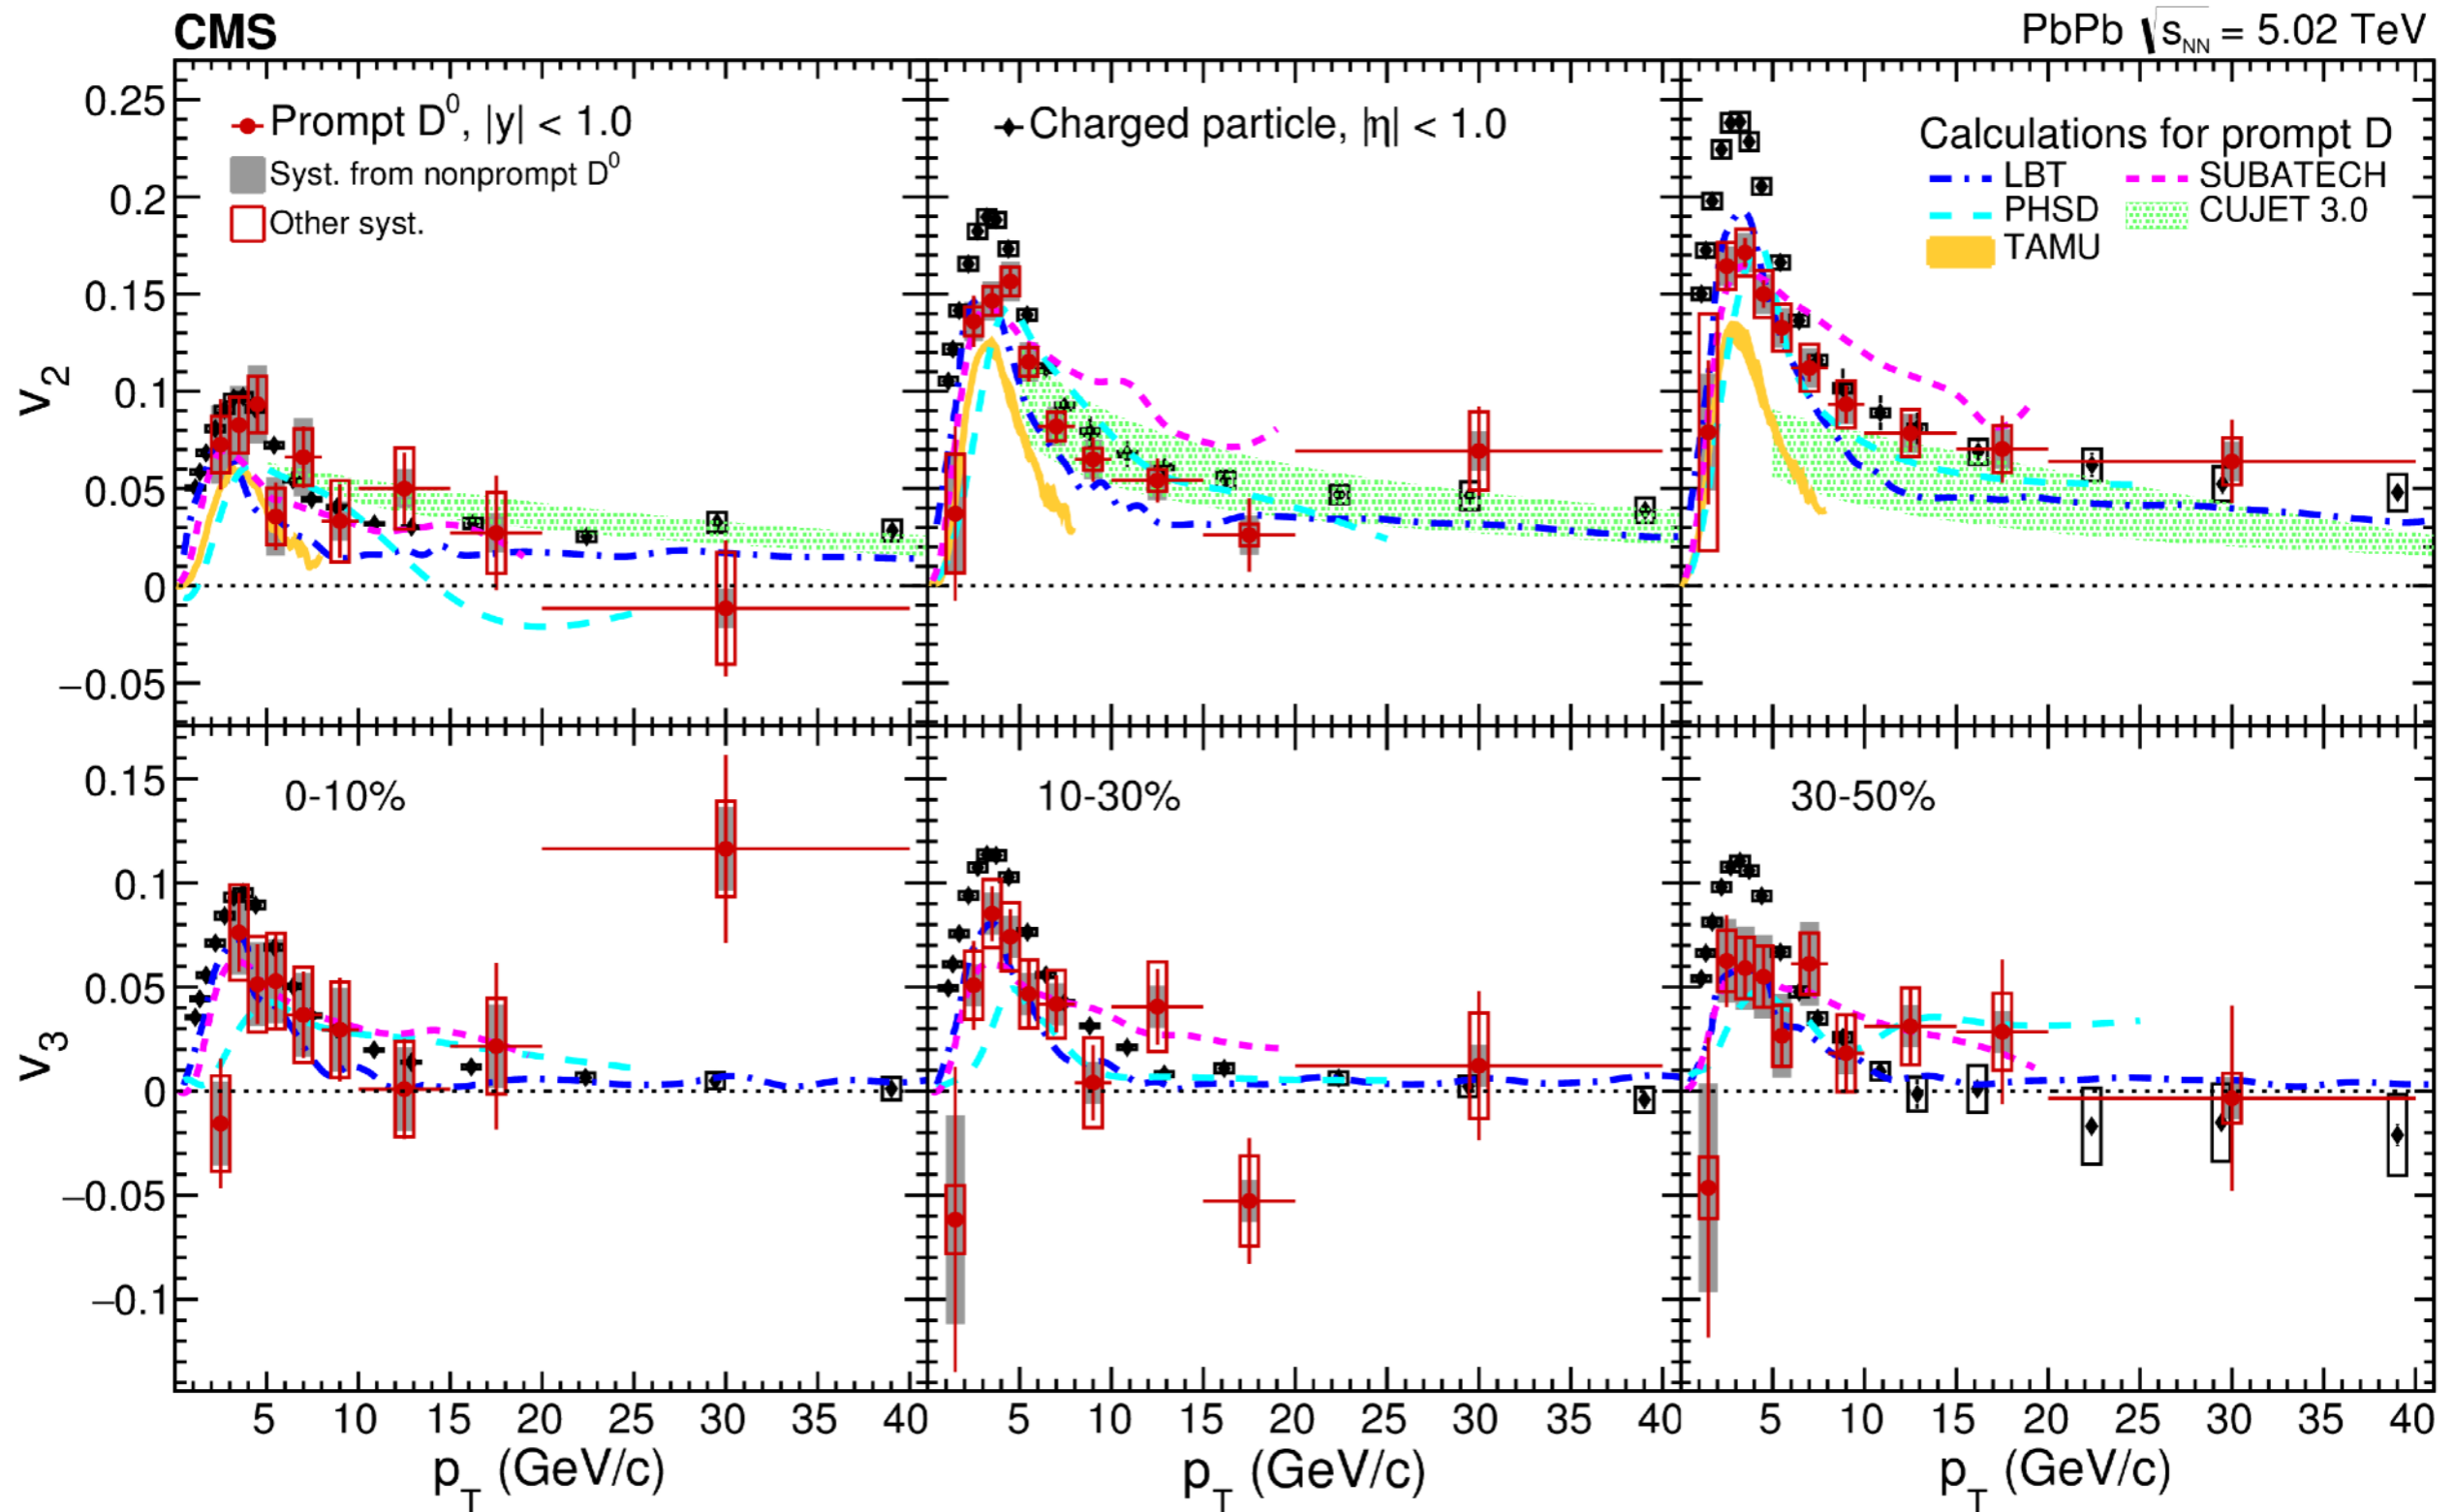 CMS
PbPb √s_NN = 5.02 TeV
0.25
0.2
0.15
0.1
0.05
0
−0.05
v₂
Prompt D⁰, |y| < 1.0
Syst. from nonprompt D⁰
Other syst.
Charged particle, |η| < 1.0
Calculations for prompt D
LBT
SUBATECH
PHSD
CUJET 3.0
TAMU
0.15
0.1
0.05
0
−0.05
−0.1
v₃
0-10%
10-30%
30-50%
5 10 15 20 25 30 35 40
5 10 15 20 25 30 35 40
5 10 15 20 25 30 35 40
p_T (GeV/c)
p_T (GeV/c)
p_T (GeV/c)